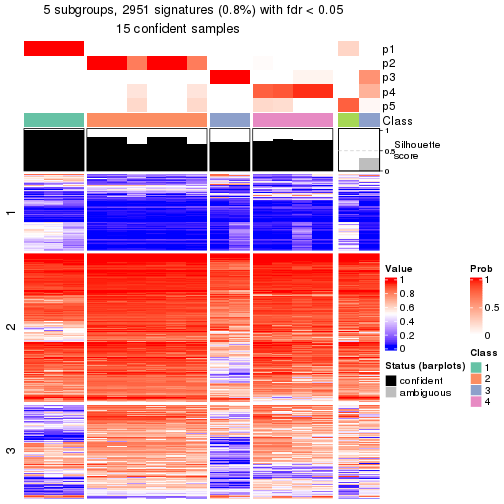 5 subgroups, 2951 signatures (0.8%) with fdr < 0.05
15 confident samples
p1
p2
p3
p4
p5
Class
1
0.5
0
Silhouette
score
1
2
3
Value
1
0.8
0.6
0.4
0.2
0
Status (barplots)
confident
ambiguous
Prob
1
0.5
0
Class
1
2
3
4